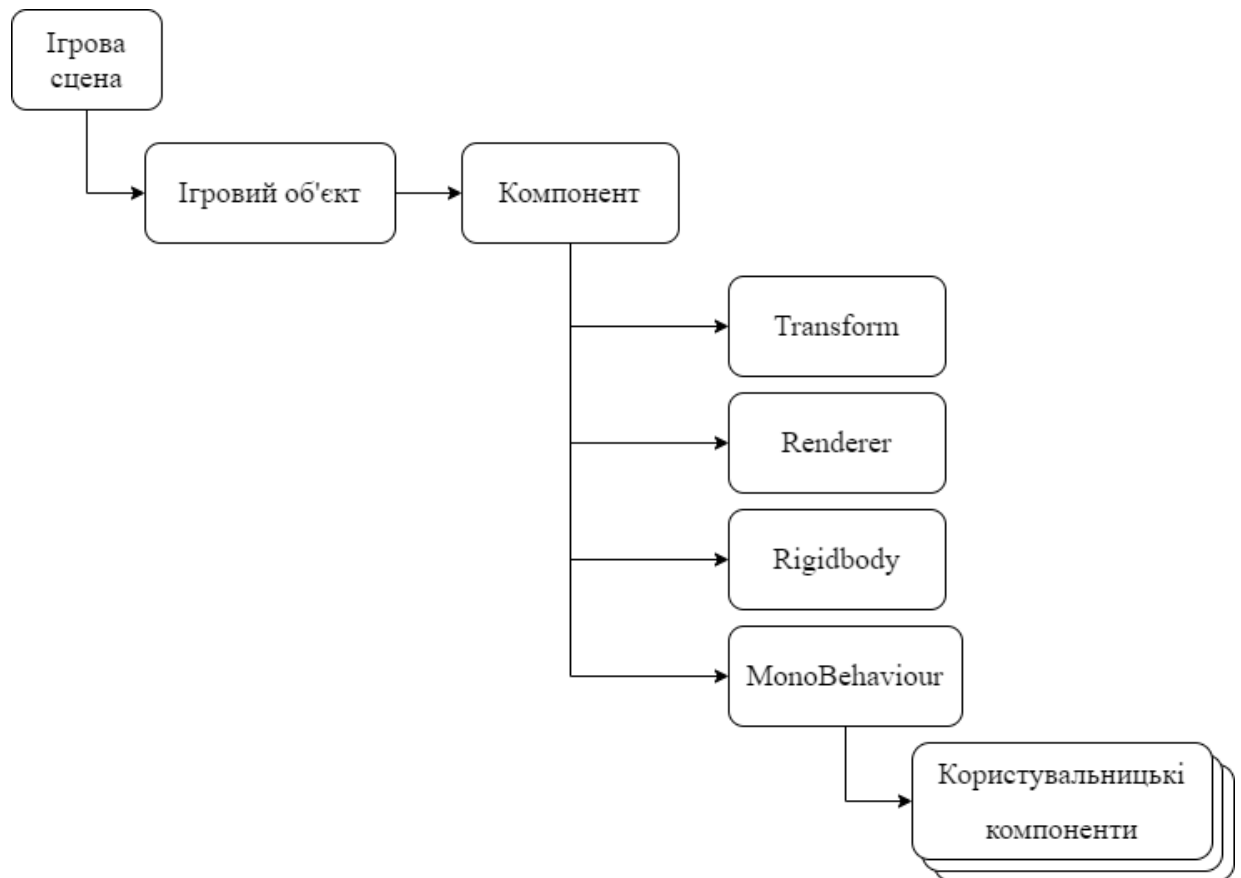 Ігрова
сцена
Ігровий об'єкт
Компонент
Transform
Renderer
Rigidbody
MonoBehaviour
Користувальницькі
компоненти